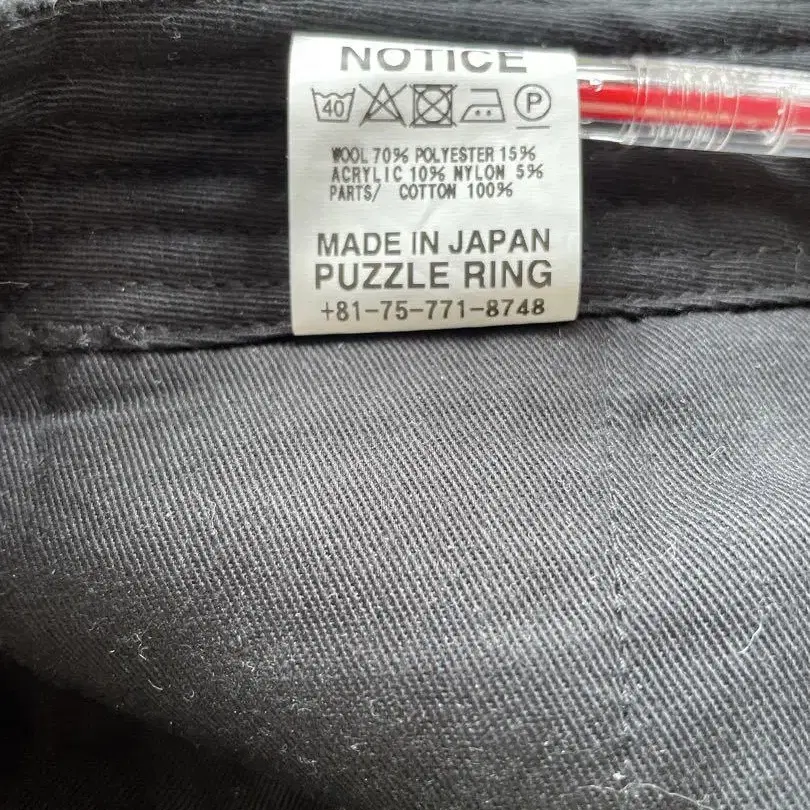 NOTICE
40 P
WOOL 70% POLYESTER 15%
ACRYLIC 10% NYLON 5%
PARTS/ COTTON 100%
MADE IN JAPAN
PUZZLE RING
+81-75-771-8748